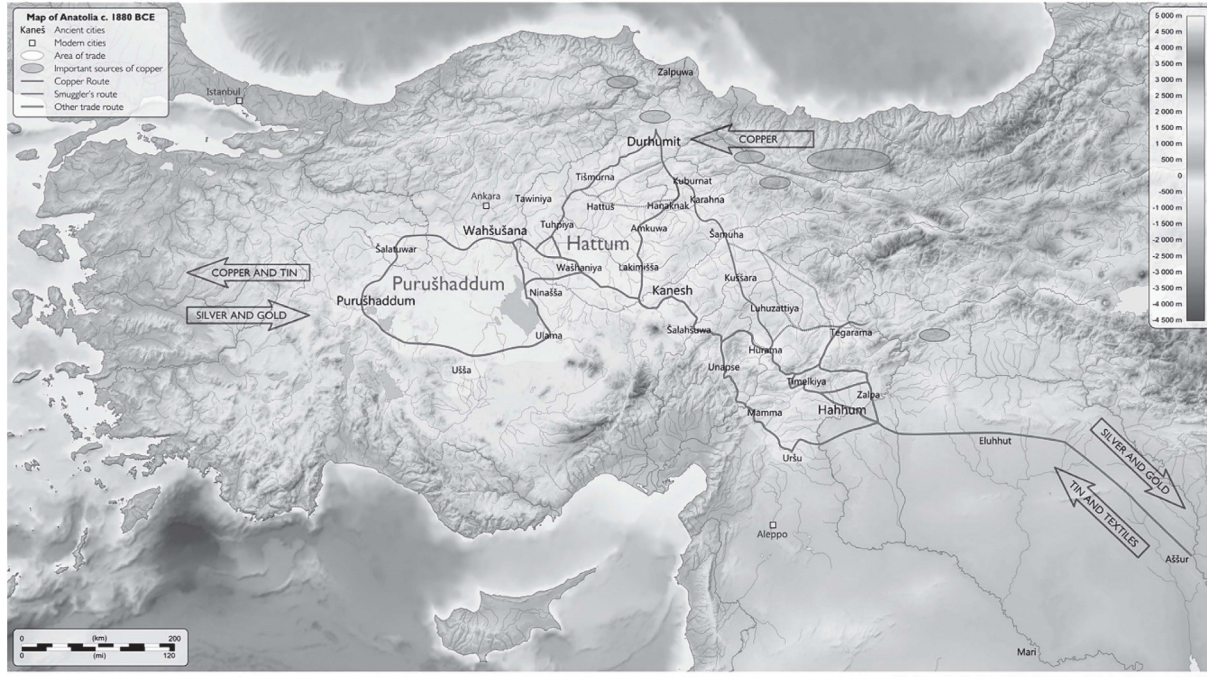 Map of Anatolia c. 1880 BCE
Kaneš Ancient cities
Modern cities
Area of trade
Important sources of copper
Copper Route
Smuggler's route
Other trade route
5 000 m
4 500 m
4 000 m
3 500 m
3 000 m
2 500 m
2 000 m
1 500 m
1 000 m
500 m
0
-500 m
-1 000 m
-1 500 m
-2 000 m
-2 500 m
-3 000 m
-3 500 m
-4 000 m
-4 500 m
Istanbul
Zalpuwa
Durhumit
COPPER
Tišmurna
Kuburnat
Ankara
Tawiniya
Hattuš
Hanaknak
Karahna
Tuhpiya
Amkuwa
Wahšušana
Šamuha
Šalatuwar
Hattum
COPPER AND TIN
Wašhaniya
Lakimišša
Kuššara
Purušhaddum
Ninašša
Kanesh
Purušhaddum
SILVER AND GOLD
Luhuzattiya
Ulama
Šalahšuwa
Tegarama
Hurama
Ušša
Unapse
Timelkiya
Zalpa
Mamma
Hahhum
Eluhhut
SILVER AND GOLD
Uršu
TIN AND TEXTILES
Aleppo
Aššur
Mari
0 (km) 200
0 (mi) 120